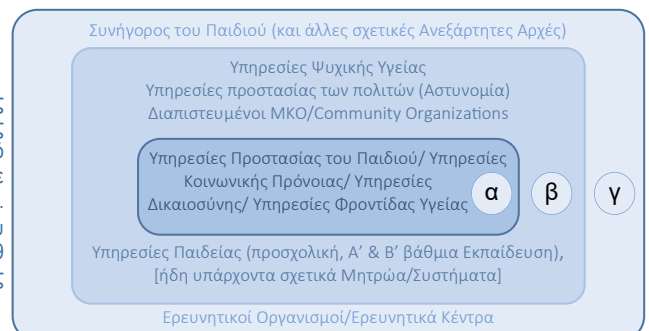 Συνήγορος του Παιδιού (και άλλες σχετικές Ανεξάρτητες Αρχές)
Υπηρεσίες Ψυχικής Υγείας
Υπηρεσίες προστασίας των πολιτών (Αστυνομία)
Διαπιστευμένοι ΜΚΟ/Community Organizations
Υπηρεσίες Προστασίας του Παιδιού/ Υπηρεσίες
Κοινωνικής Πρόνοιας/ Υπηρεσίες
Δικαιοσύνης/ Υπηρεσίες Φροντίδας Υγείας
α β γ
Υπηρεσίες Παιδείας (προσχολική, Α’ & Β’ βάθμια Εκπαίδευση),
[ήδη υπάρχοντα σχετικά Μητρώα/Συστήματα]
Ερευνητικοί Οργανισμοί/Ερευνητικά Κέντρα